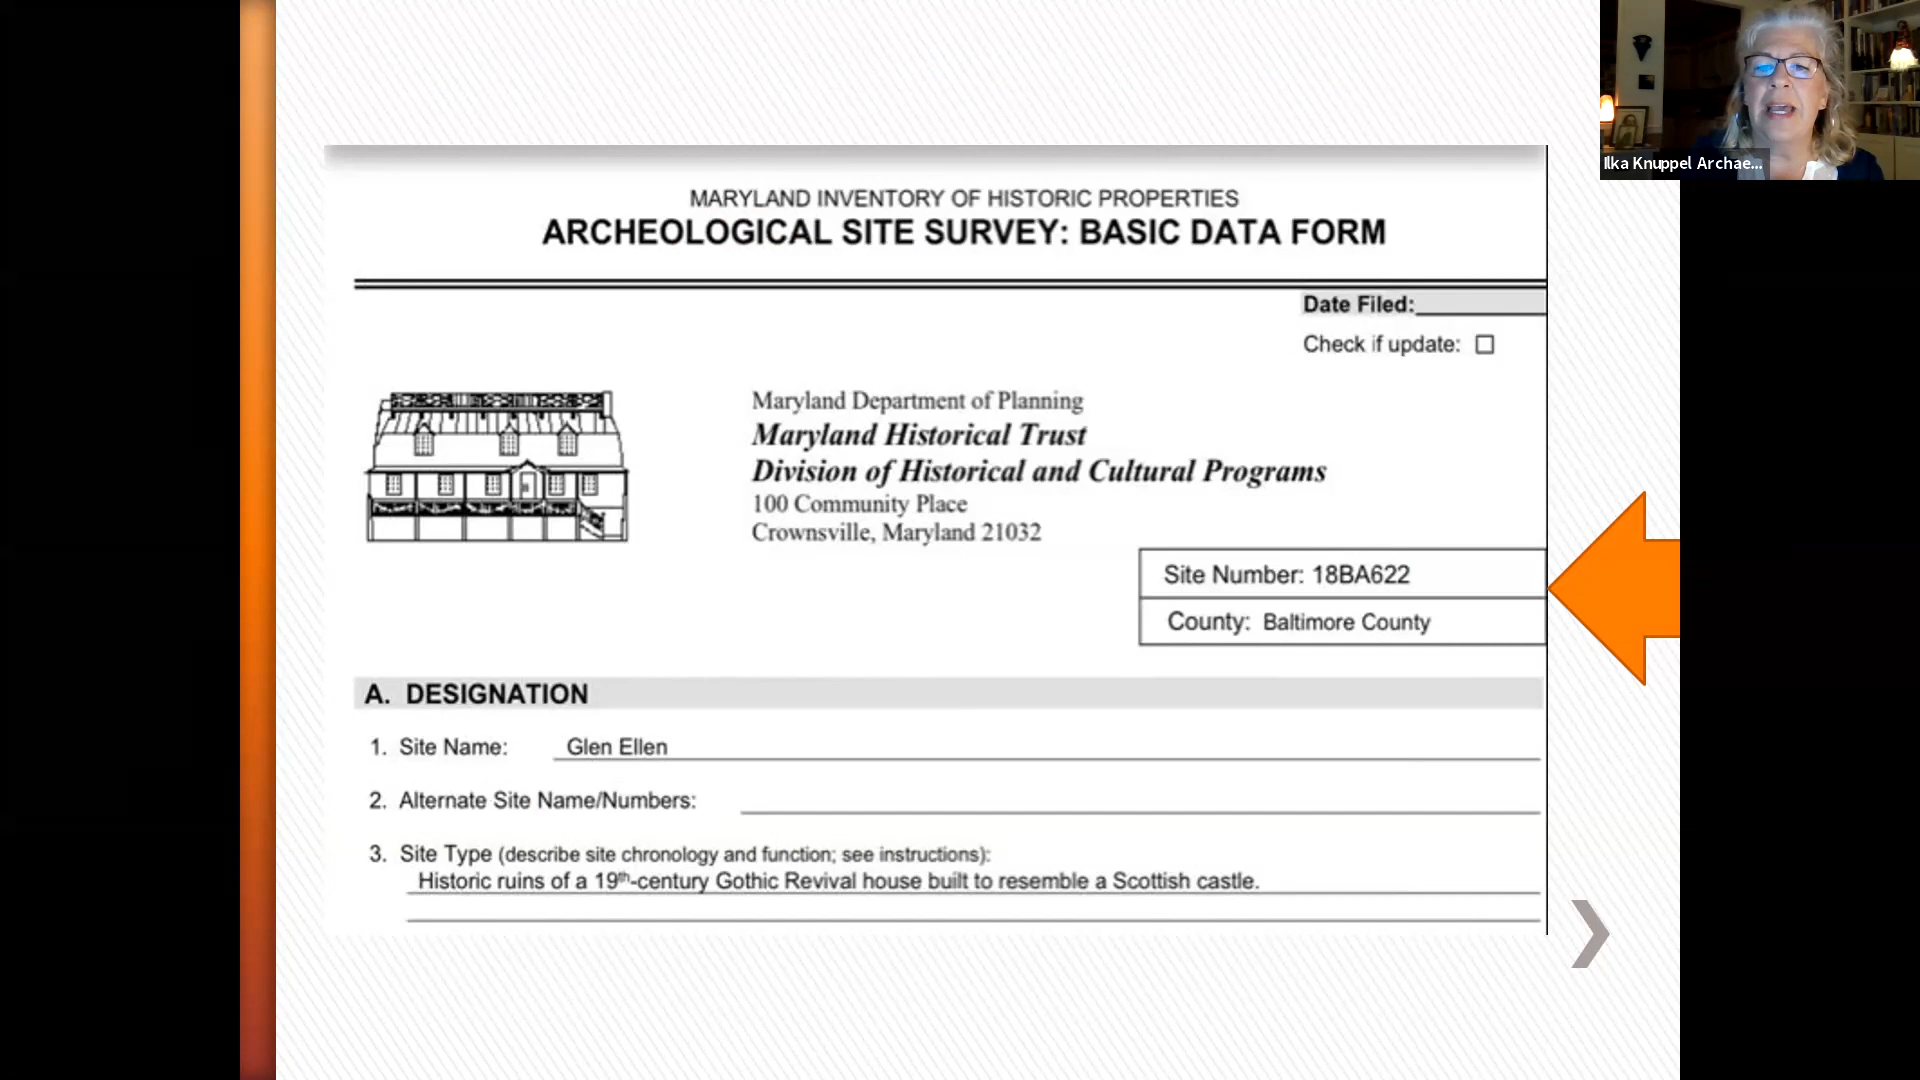 MARYLAND INVENTORY OF HISTORIC PROPERTIES
ARCHEOLOGICAL SITE SURVEY: BASIC DATA FORM
Date Filed:
Check if update:
Maryland Department of Planning
Maryland Historical Trust
Division of Historical and Cultural Programs
100 Community Place
Crownsville, Maryland 21032
Site Number: 18BA622
County: Baltimore County
A. DESIGNATION
1. Site Name: Glen Ellen
2. Alternate Site Name/Numbers:
3. Site Type (describe site chronology and function; see instructions):
Historic ruins of a 19th-century Gothic Revival house built to resemble a Scottish castle.
Ilka Knuppel Archae...